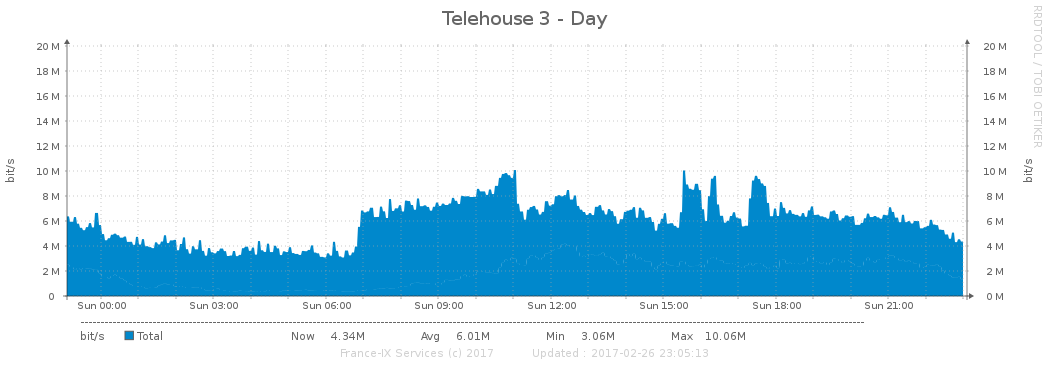 Telehouse 3 - Day
RRDTOOL / TOBI OETIKER
bit/s
20 M 20 M
18 M 18 M
16 M 16 M
14 M 14 M
12 M 12 M
10 M 10 M
8 M 8 M
6 M 6 M
4 M 4 M
2 M 2 M
0 0 M
bit/s
Sun 00:00 Sun 03:00 Sun 06:00 Sun 09:00 Sun 12:00 Sun 15:00 Sun 18:00 Sun 21:00
bit/s Total Now 4.34M Avg 6.01M Min 3.06M Max 10.06M
France-IX Services (c) 2017 Updated : 2017-02-26 23:05:13